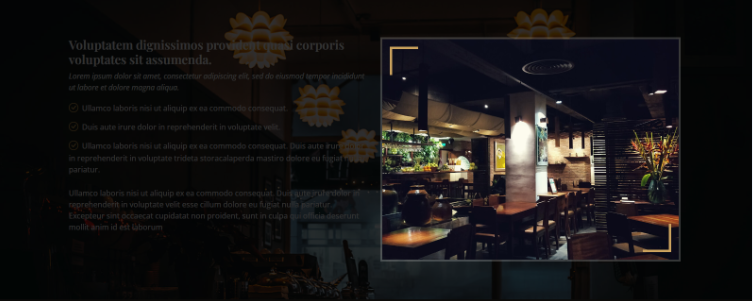 Voluptatem dignissimos provident quasi corporis
voluptates sit assumenda.
Lorem ipsum dolor sit amet, consectetur adipiscing elit, sed do eiusmod tempor incididunt
ut labore et dolore magna aliqua.
Ullamco laboris nisi ut aliquip ex ea commodo consequat.
Duis aute irure dolor in reprehenderit in voluptate velit.
Ullamco laboris nisi ut aliquip ex ea commodo consequat. Duis aute irure
in reprehenderit in voluptate trideta storacalaperda mastiro dolore eu fugiat
pariatur.
Ullamco laboris nisi ut aliquip ex ea commodo consequat. Duis aute irure dolor in
reprehenderit in voluptate velit esse cillum dolore eu fugiat nulla pariatur.
Excepteur sint occaecat cupidatat non proident, sunt in culpa qui officia deserunt
mollit anim id est laborum